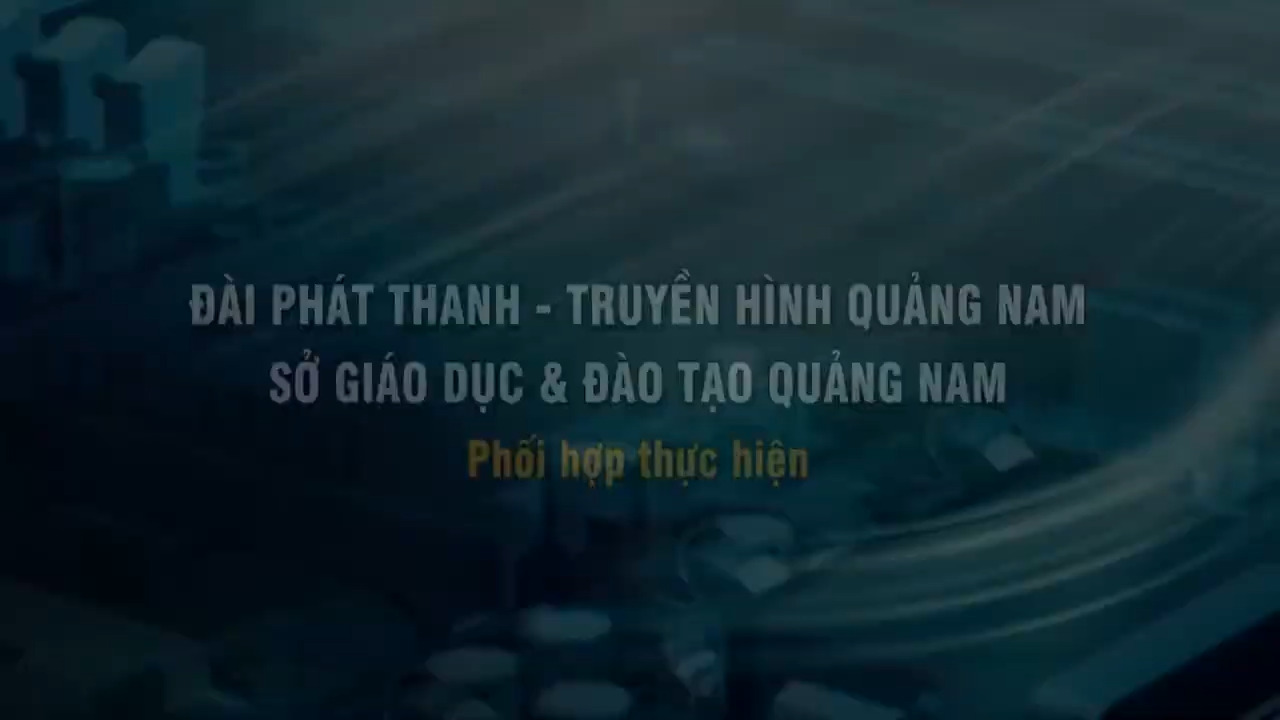 ĐÀI PHÁT THANH - TRUYỀN HÌNH QUẢNG NAM
SỞ GIÁO DỤC & ĐÀO TẠO QUẢNG NAM
Phối hợp thực hiện